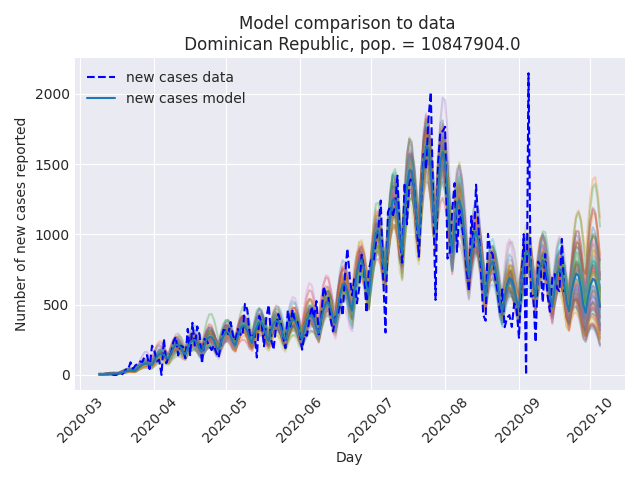 Model comparison to data
Dominican Republic, pop. = 10847904.0
new cases data
new cases model
Number of new cases reported
2000
1500
1000
500
0
2020-03
2020-04
2020-05
2020-06
2020-07
2020-08
2020-09
2020-10
Day